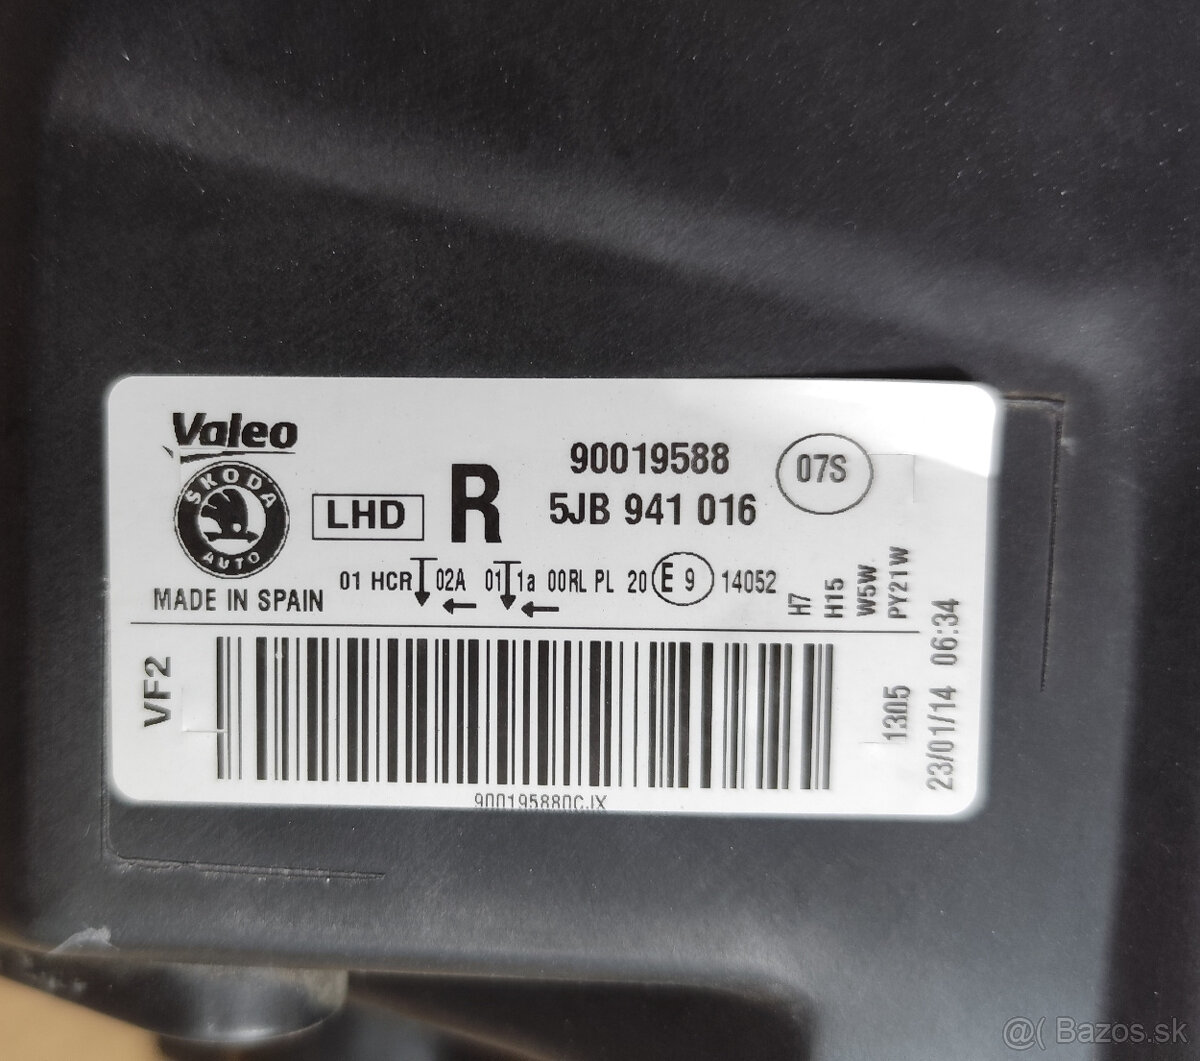 Valeo
ŠKODA
AUTO
LHD
R
90019588
5JB 941 016
07S
MADE IN SPAIN
01 HCR 02A 01 1a 00RL PL 20 E 9 14052
H7
H15
W5W
PY21W
VF2
1305
23/01/14 06:34
900195880CJX
@( Bazos.sk